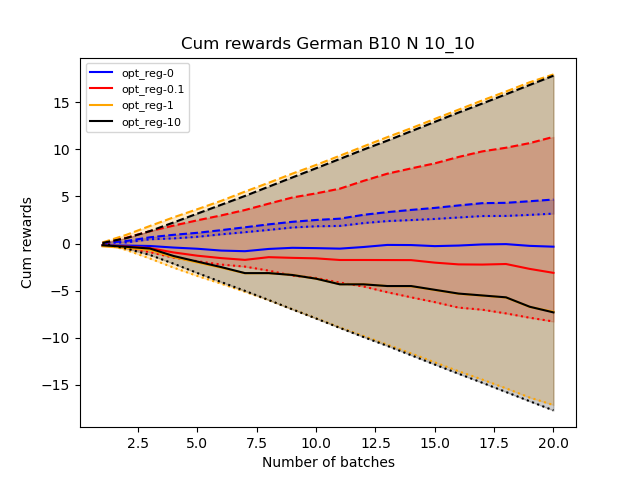 Cum rewards German B10 N 10_10
opt_reg-0
opt_reg-0.1
opt_reg-1
opt_reg-10
Cum rewards
15
10
5
0
−5
−10
−15
2.5 5.0 7.5 10.0 12.5 15.0 17.5 20.0
Number of batches